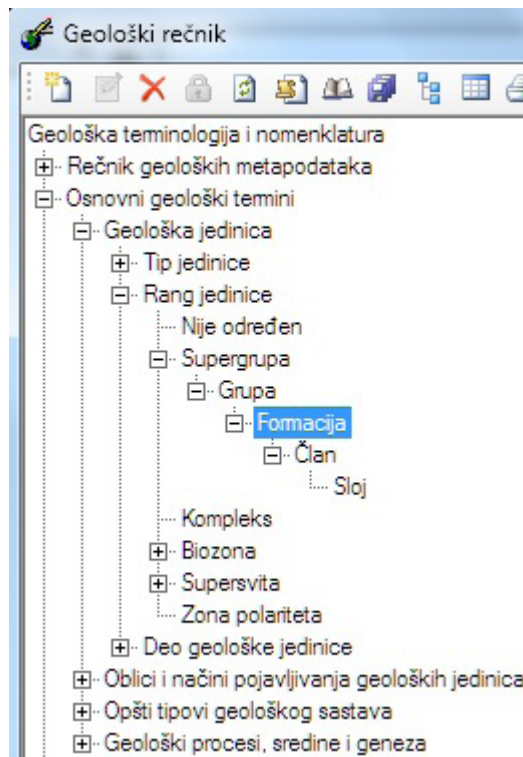 Geološki rečnik
Geološka terminologija i nomenklatura
Rečnik geoloških metapodataka
Osnovni geološki termini
Geološka jedinica
Tip jedinice
Rang jedinice
Nije određen
Supergrupa
Grupa
Formacija
Član
Sloj
Kompleks
Biozona
Supersvita
Zona polariteta
Deo geološke jedinice
Oblici i načini pojavljivanja geoloških jedinica
Opšti tipovi geološkog sastava
Geološki procesi, sredine i geneza